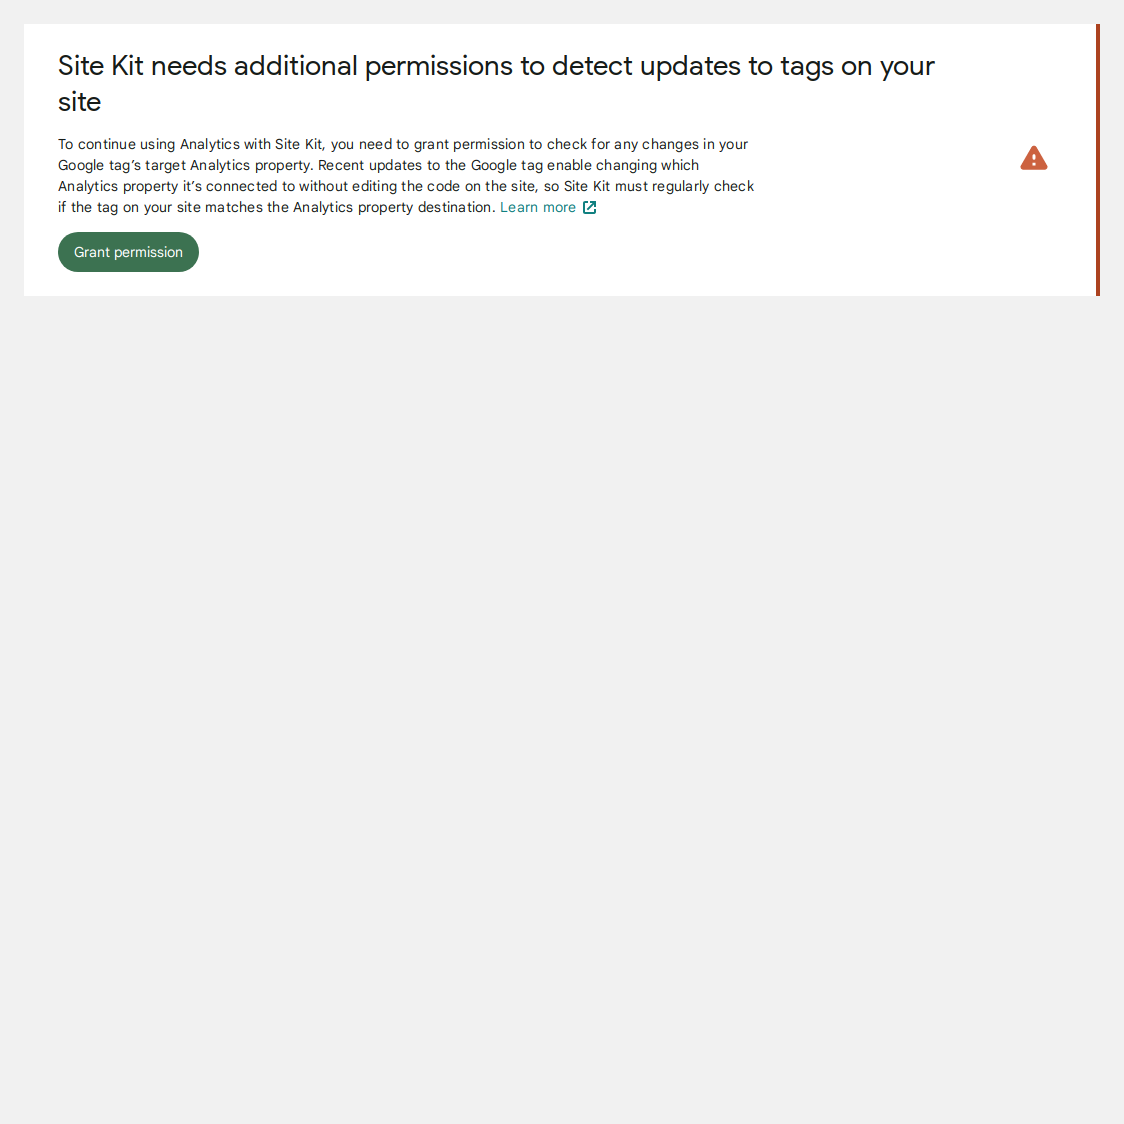 Site Kit needs additional permissions to detect updates to tags on your
site
To continue using Analytics with Site Kit, you need to grant permission to check for any changes in your
Google tag’s target Analytics property. Recent updates to the Google tag enable changing which
Analytics property it’s connected to without editing the code on the site, so Site Kit must regularly check
if the tag on your site matches the Analytics property destination. Learn more
Grant permission